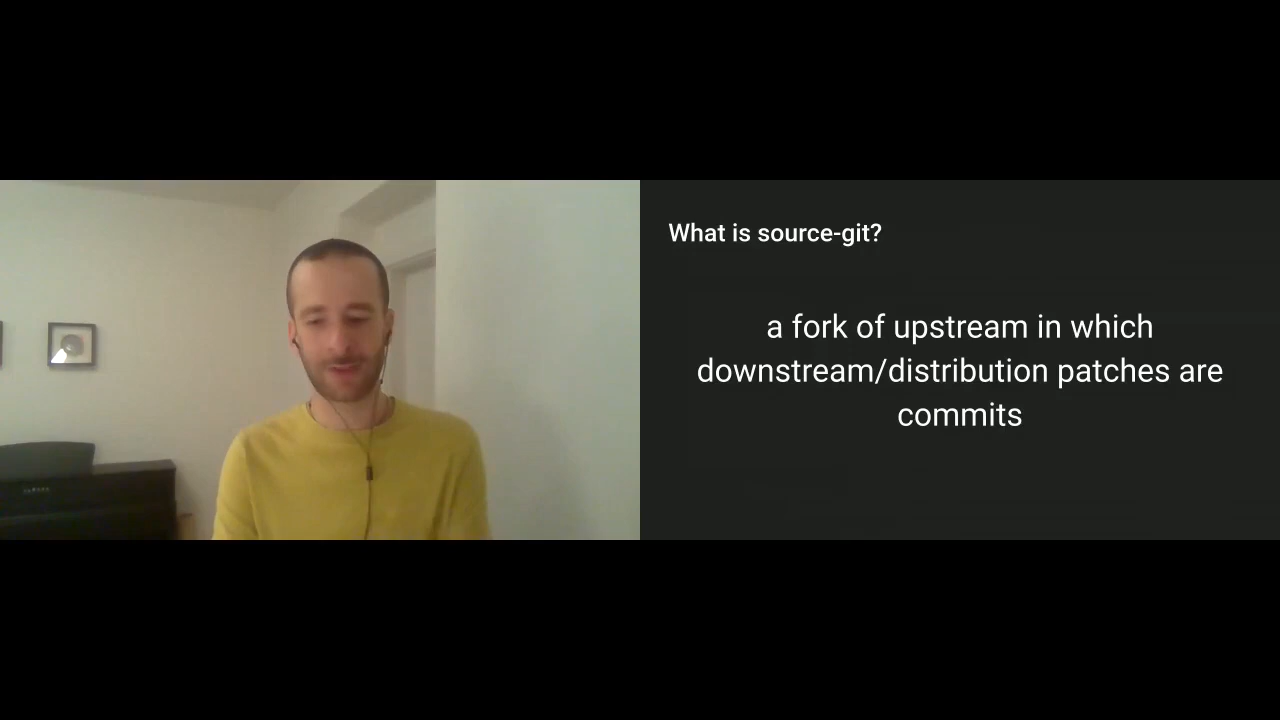 What is source-git?
a fork of upstream in which
downstream/distribution patches are
commits